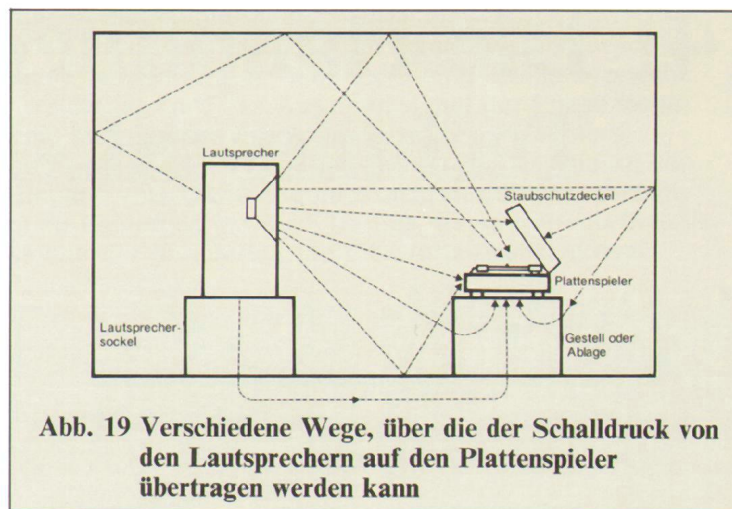 Lautsprecher
Staubschutzdeckel
Plattenspieler
Lautsprecher-
sockel
Gestell oder
Ablage
Abb. 19 Verschiedene Wege, über die der Schalldruck von
den Lautsprechern auf den Plattenspieler
übertragen werden kann